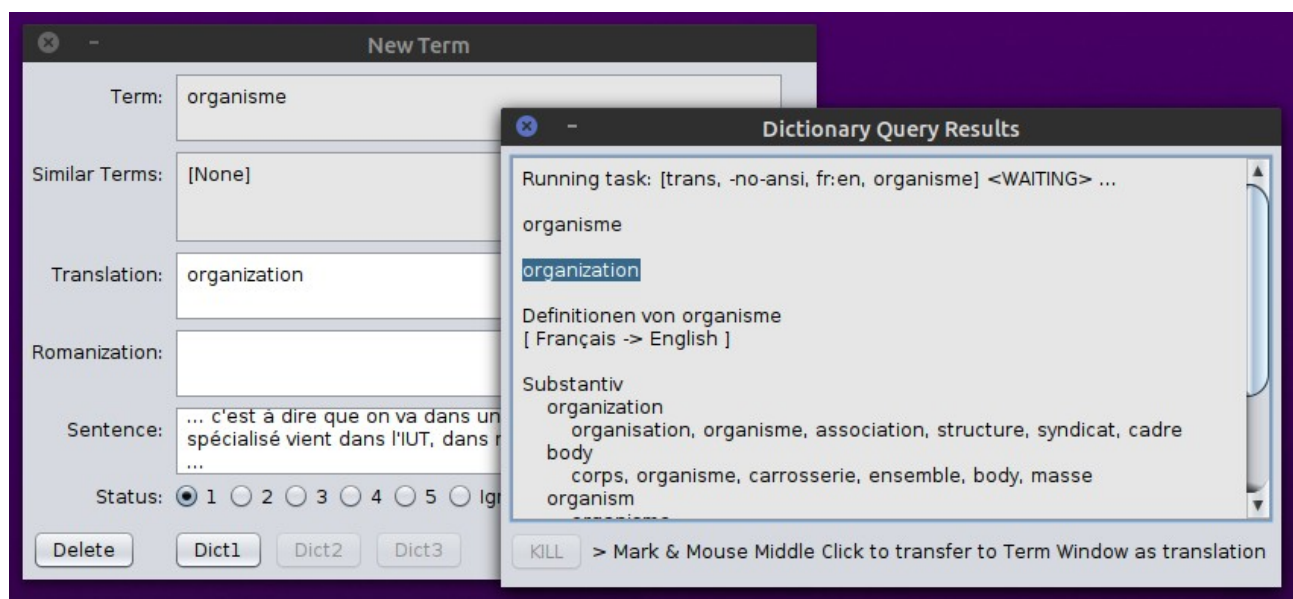 New Term
Term:
organisme
Similar Terms:
[None]
Translation:
organization
Romanization:
Sentence:
... c'est à dire que on va dans un
spécialisé vient dans l'IUT, dans
...
Status:
1 2 3 4 5
Delete Dict1 Dict2 Dict3
Dictionary Query Results
Running task: [trans, -no-ansi, fr:en, organisme] <WAITING> ...
organisme
organization
Definitionen von organisme
[ Français -> English ]
Substantiv
organization
organisation, organisme, association, structure, syndicat, cadre
body
corps, organisme, carrosserie, ensemble, body, masse
organism
KILL > Mark & Mouse Middle Click to transfer to Term Window as translation